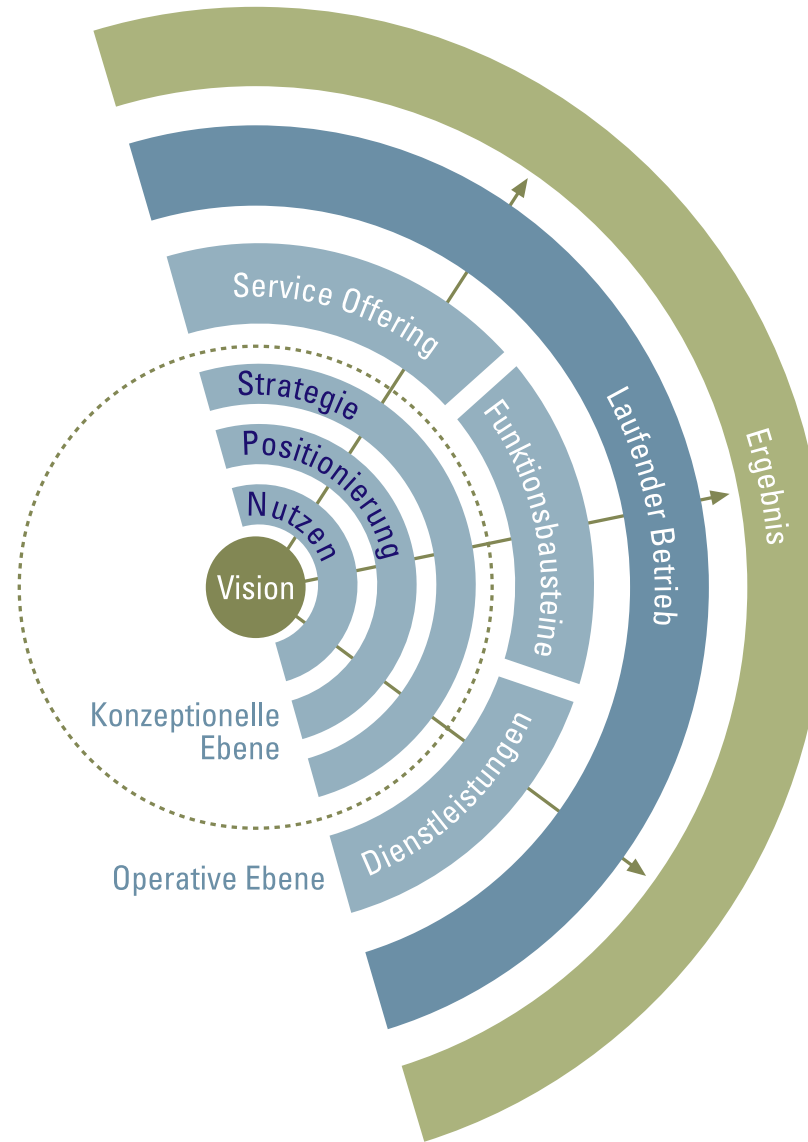 Service Offering
Strategie
Positionierung
Nutzen
Vision
Funktionsbausteine
Laufender Betrieb
Ergebnis
Konzeptionelle
Ebene
Dienstleistungen
Operative Ebene